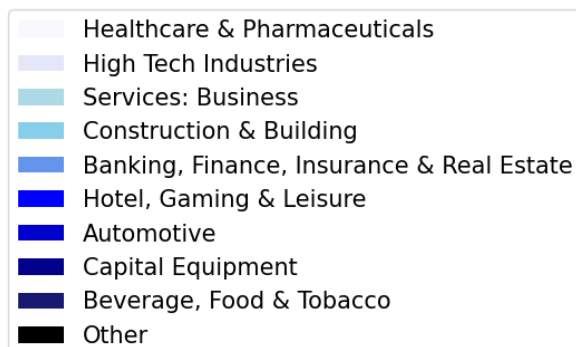 Healthcare & Pharmaceuticals
High Tech Industries
Services: Business
Construction & Building
Banking, Finance, Insurance & Real Estate
Hotel, Gaming & Leisure
Automotive
Capital Equipment
Beverage, Food & Tobacco
Other